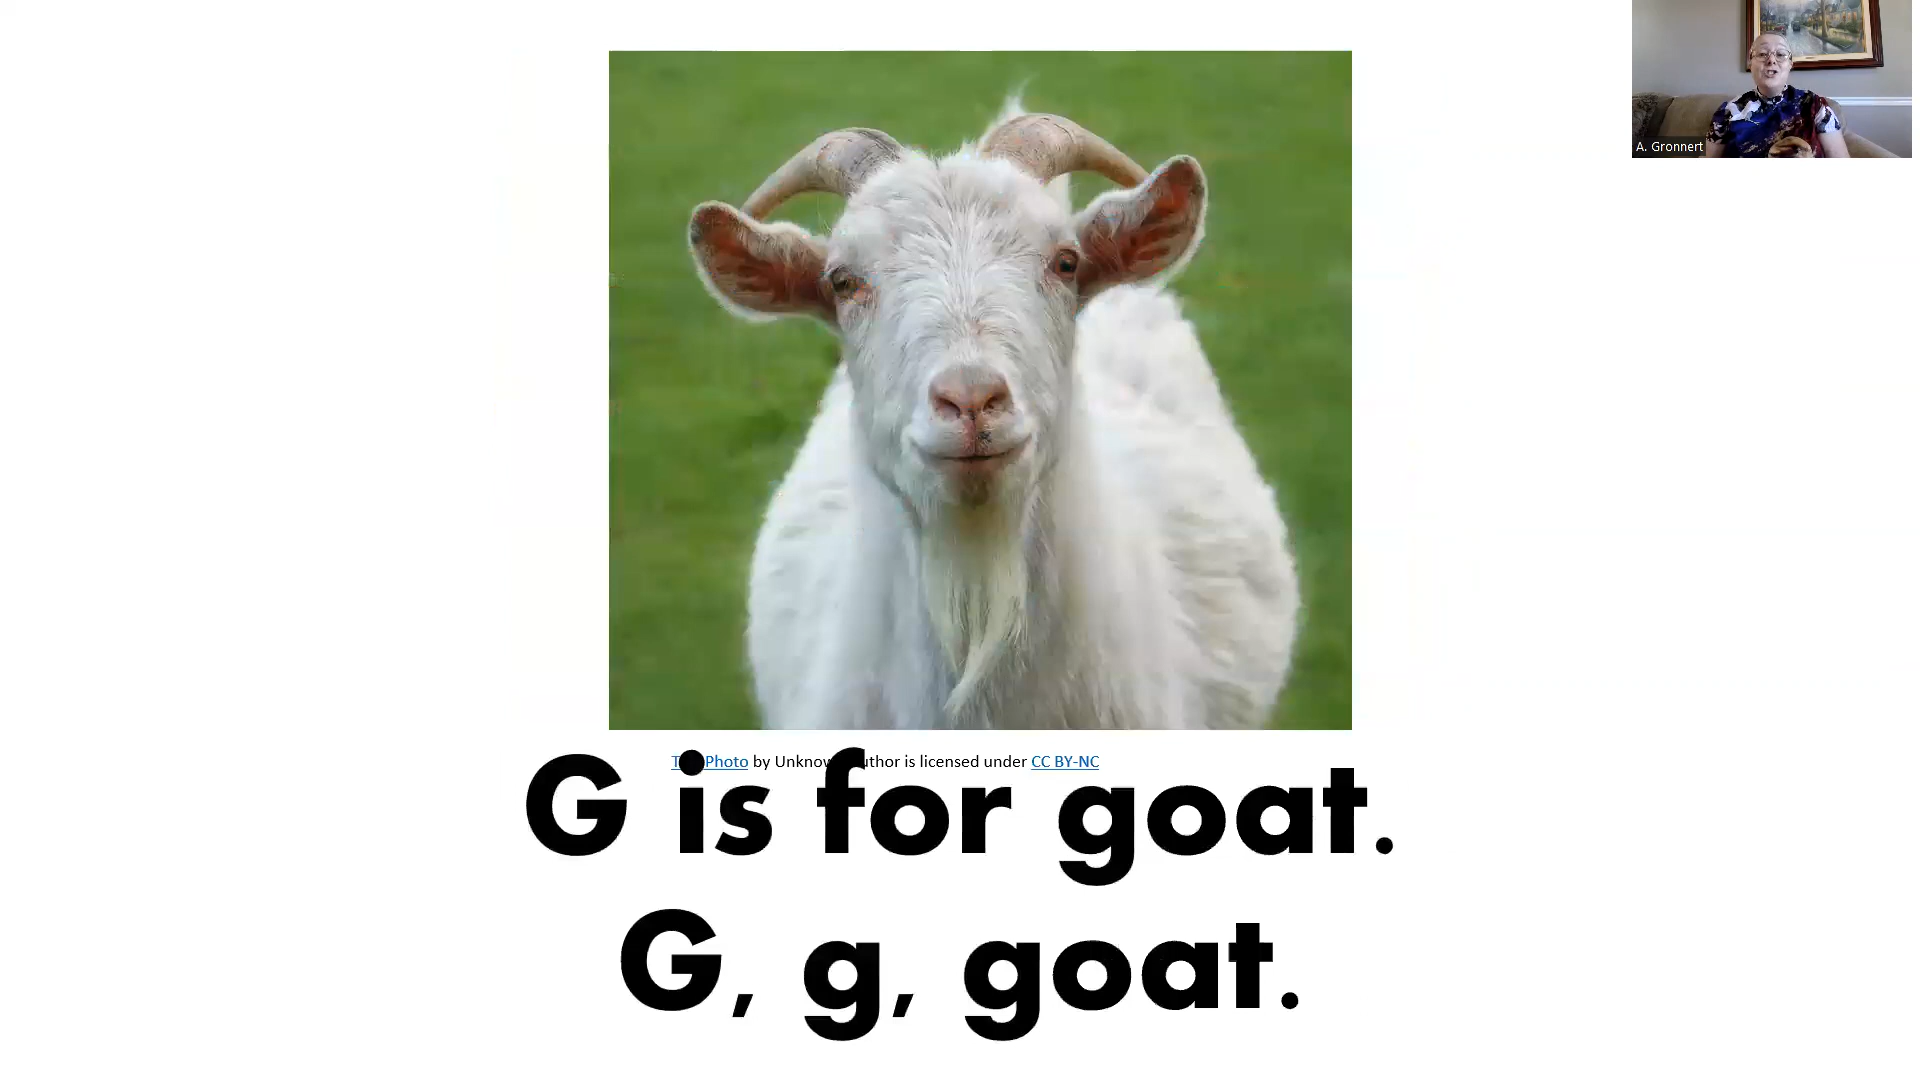 A. Gronnert
Photo by Unknow uthor is licensed under CC BY-NC
G is for goat.
G, g, goat.